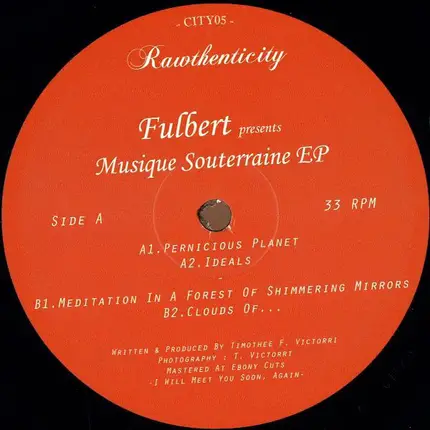 - CITY05 -
Rawthenticity
Fulbert presents
Musique Souterraine EP
SIDE A
33 RPM
A1.PERNICIOUS PLANET
A2.IDEALS
-
B1.MEDITATION IN A FOREST OF SHIMMERING MIRRORS
B2.CLOUDS OF...
WRITTEN & PRODUCED BY TIMOTHEE F. VICTORRI
PHOTOGRAPHY : T. VICTORRI
MASTERED AT EBONY CUTS
-I WILL MEET YOU SOON, AGAIN-